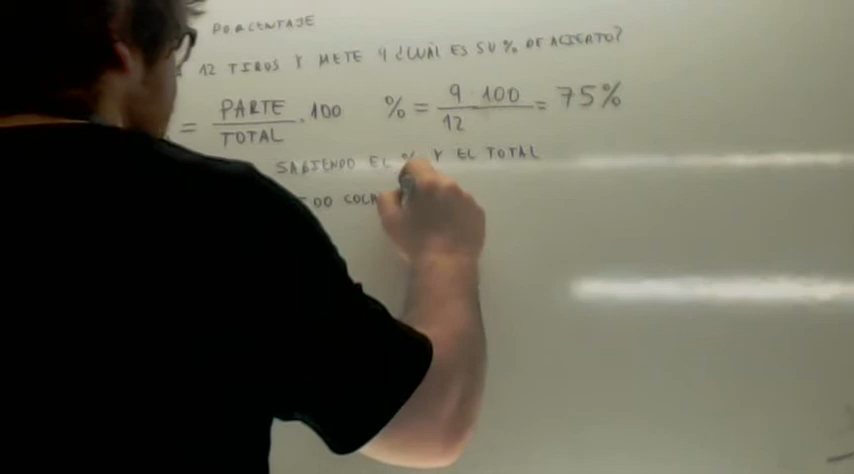 PORCENTAJE
12 TIROS Y METE 9 ¿CUÁL ES SU % DE ACIERTO?
= PARTE / TOTAL . 100 % = 9 · 100 / 12 = 75%
SABIENDO EL % Y EL TOTAL